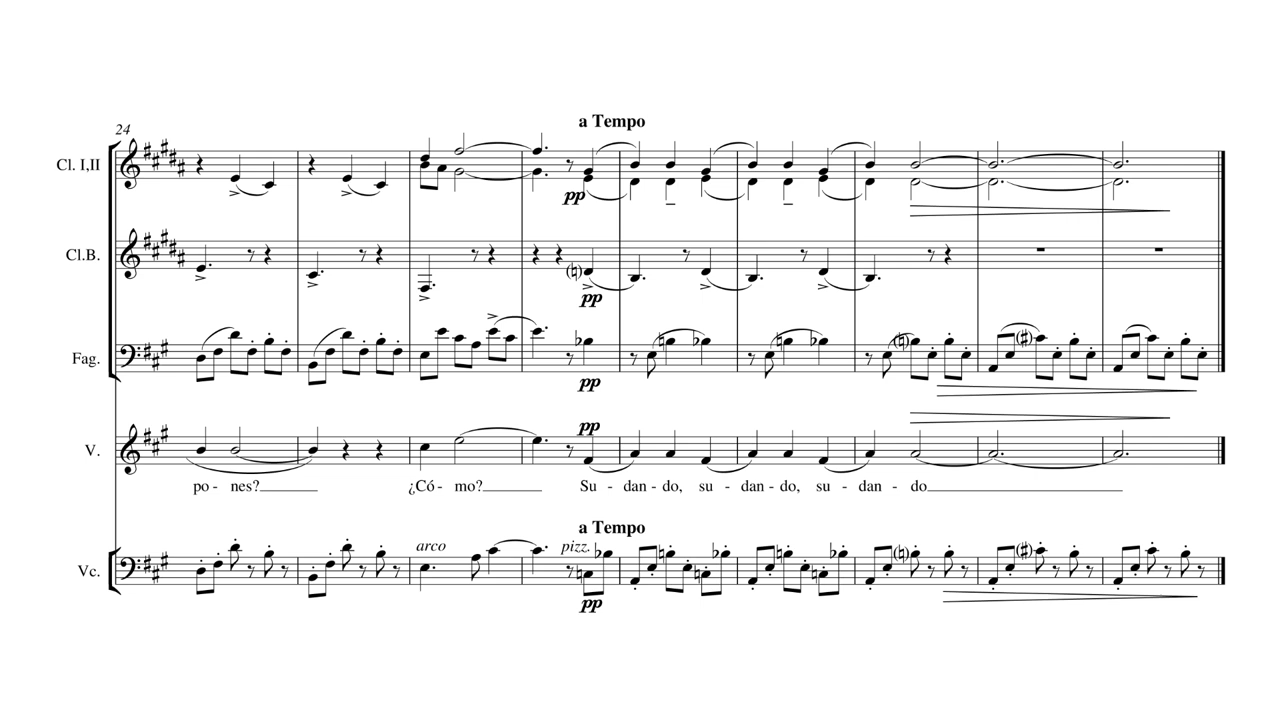 a Tempo
24
Cl. I,II
pp
Cl.B.
pp
Fag.
pp
pp
V.
po - nes? ¿Có - mo? Su - dan - do, su - dan - do, su - dan - do
a Tempo
arco pizz.
Vc.
pp